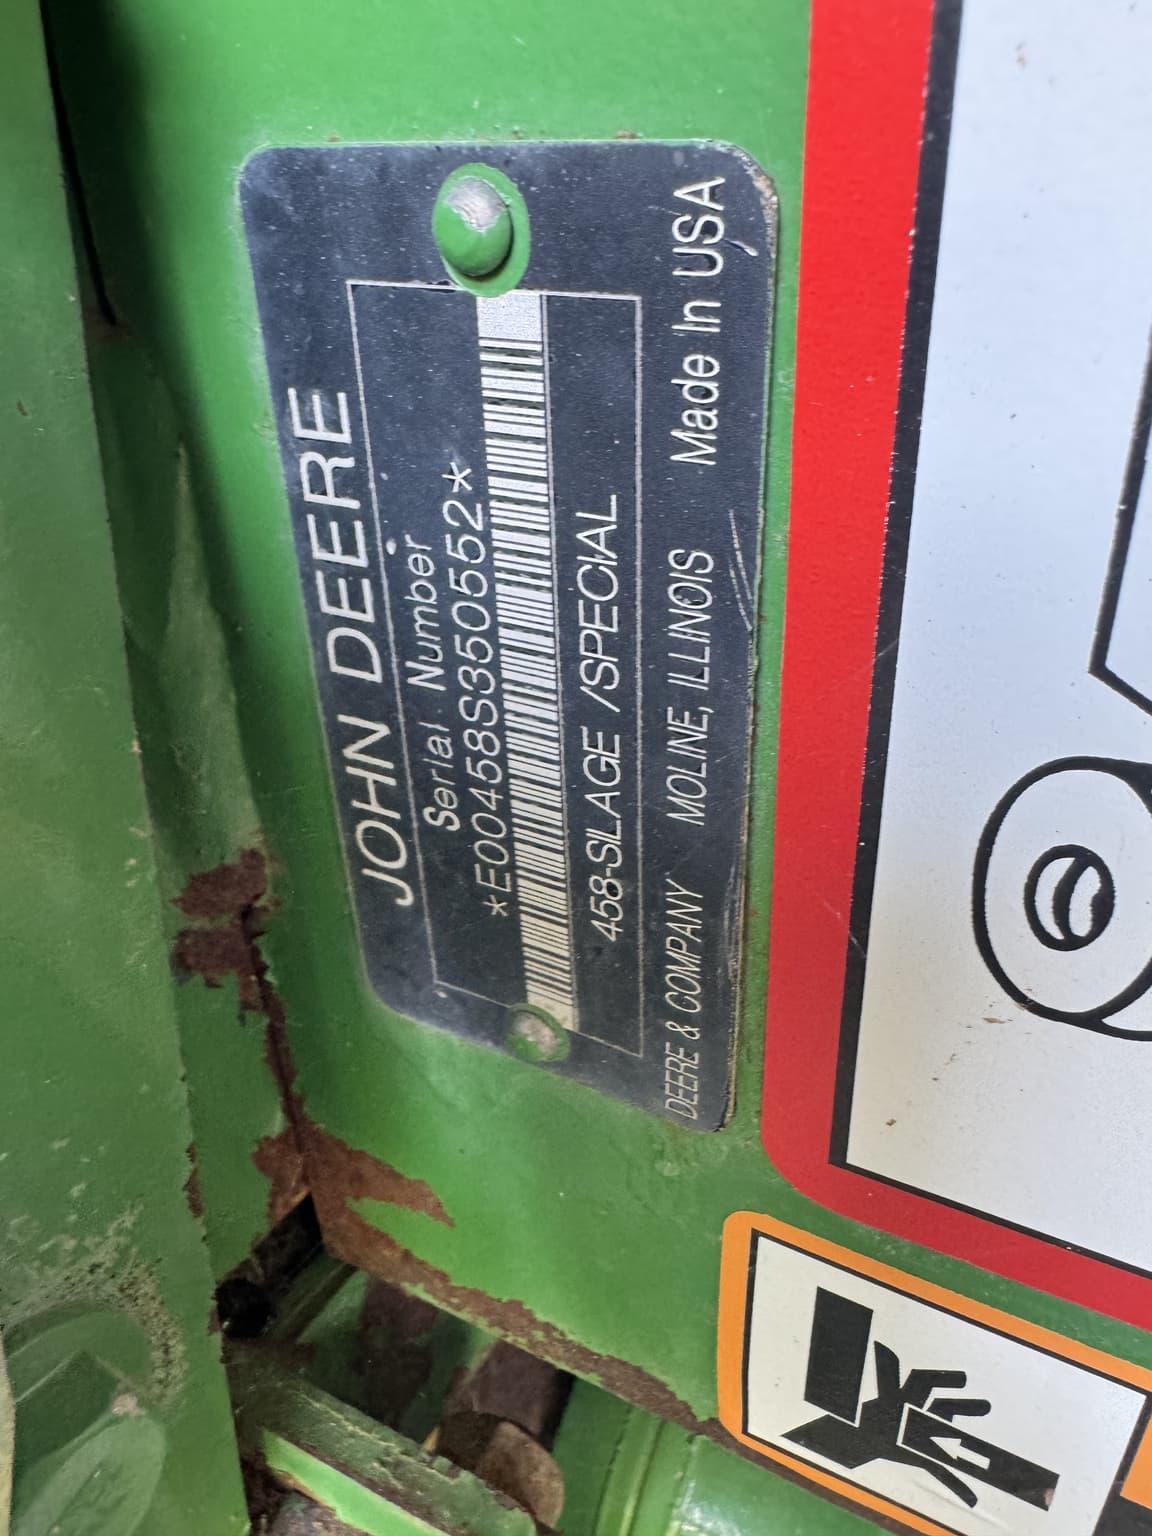 JOHN DEERE
Serial Number
*E00458S350552*
458-SILAGE /SPECIAL
DEERE & COMPANY MOLINE, ILLINOIS Made In USA